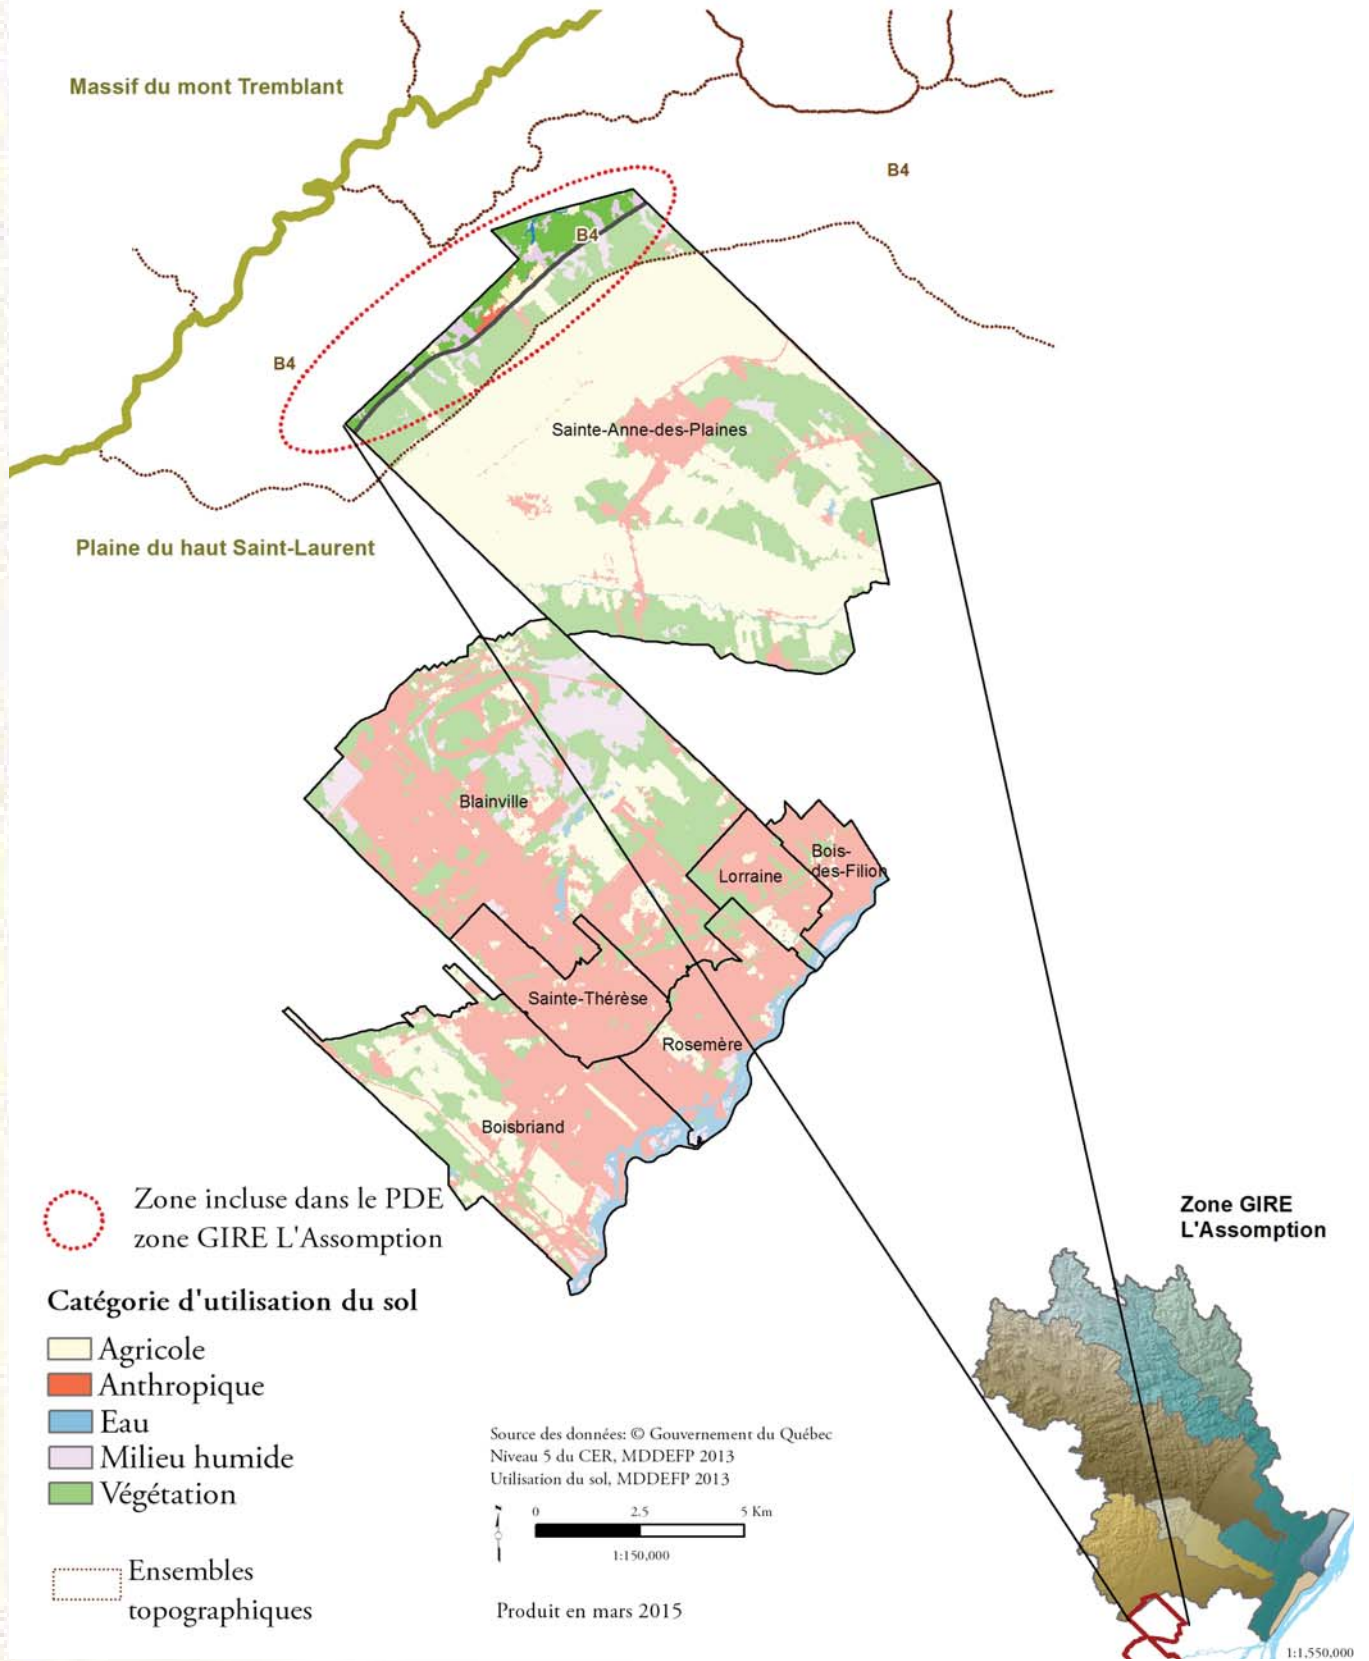 Massif du mont Tremblant
B4
B4
B4
Sainte-Anne-des-Plaines
Plaine du haut Saint-Laurent
Blainville
Bois-
des-Filion
Lorraine
Sainte-Thérèse
Rosemère
Boisbriand
Zone incluse dans le PDE
zone GIRE L'Assomption
Catégorie d'utilisation du sol
Agricole
Anthropique
Eau
Milieu humide
Végétation
Ensembles
topographiques
Source des données: © Gouvernement du Québec
Niveau 5 du CER, MDDEFP 2013
Utilisation du sol, MDDEFP 2013
0 2.5 5 Km
1:150,000
Produit en mars 2015
Zone GIRE
L'Assomption
1:1,550,000